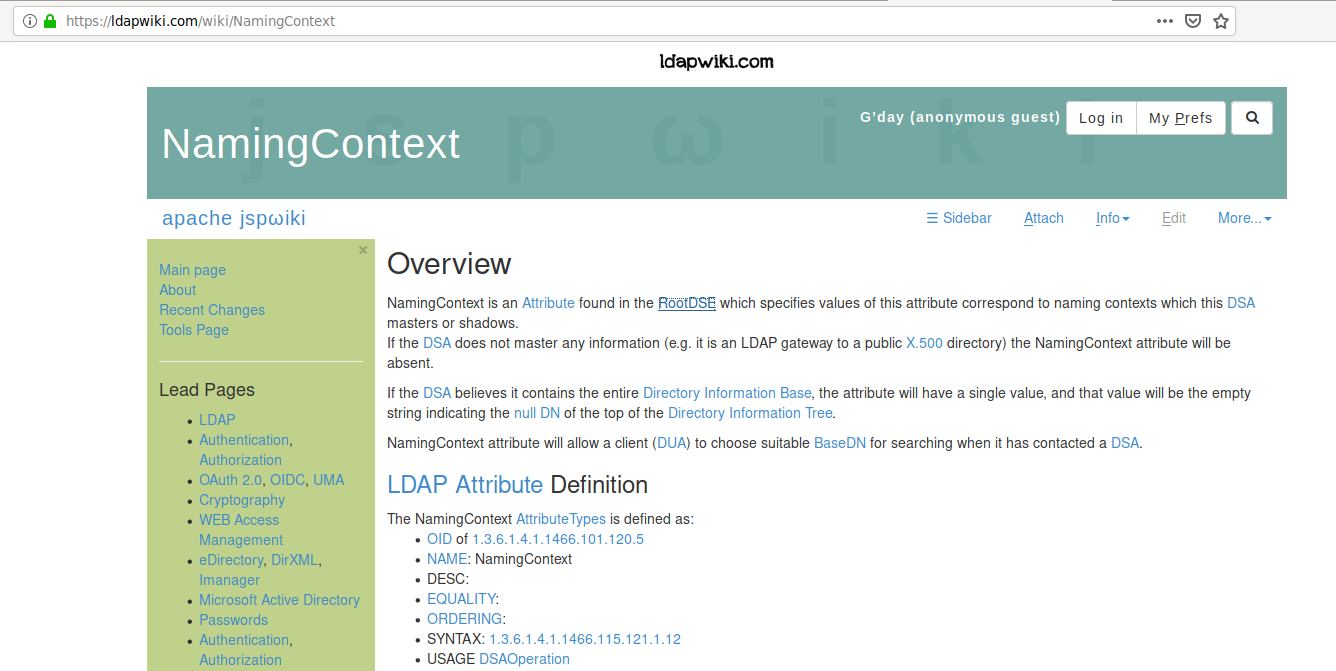 https://ldapwiki.com/wiki/NamingContext
ldapwiki.com
j s p ω i k i
G'day (anonymous guest) Log in My Prefs
NamingContext
apache jspωiki
☰ Sidebar Attach Info Edit More...
×
Main page
About
Recent Changes
Tools Page
Lead Pages
• LDAP
• Authentication,
Authorization
• OAuth 2.0, OIDC, UMA
• Cryptography
• WEB Access
Management
• eDirectory, DirXML,
Imanager
• Microsoft Active Directory
• Passwords
• Authentication,
Authorization
Overview
NamingContext is an Attribute found in the RootDSE which specifies values of this attribute correspond to naming contexts which this DSA
masters or shadows.
If the DSA does not master any information (e.g. it is an LDAP gateway to a public X.500 directory) the NamingContext attribute will be
absent.
If the DSA believes it contains the entire Directory Information Base, the attribute will have a single value, and that value will be the empty
string indicating the null DN of the top of the Directory Information Tree.
NamingContext attribute will allow a client (DUA) to choose suitable BaseDN for searching when it has contacted a DSA.
LDAP Attribute Definition
The NamingContext AttributeTypes is defined as:
• OID of 1.3.6.1.4.1.1466.101.120.5
• NAME: NamingContext
• DESC:
• EQUALITY:
• ORDERING:
• SYNTAX: 1.3.6.1.4.1.1466.115.121.1.12
• USAGE DSAOperation